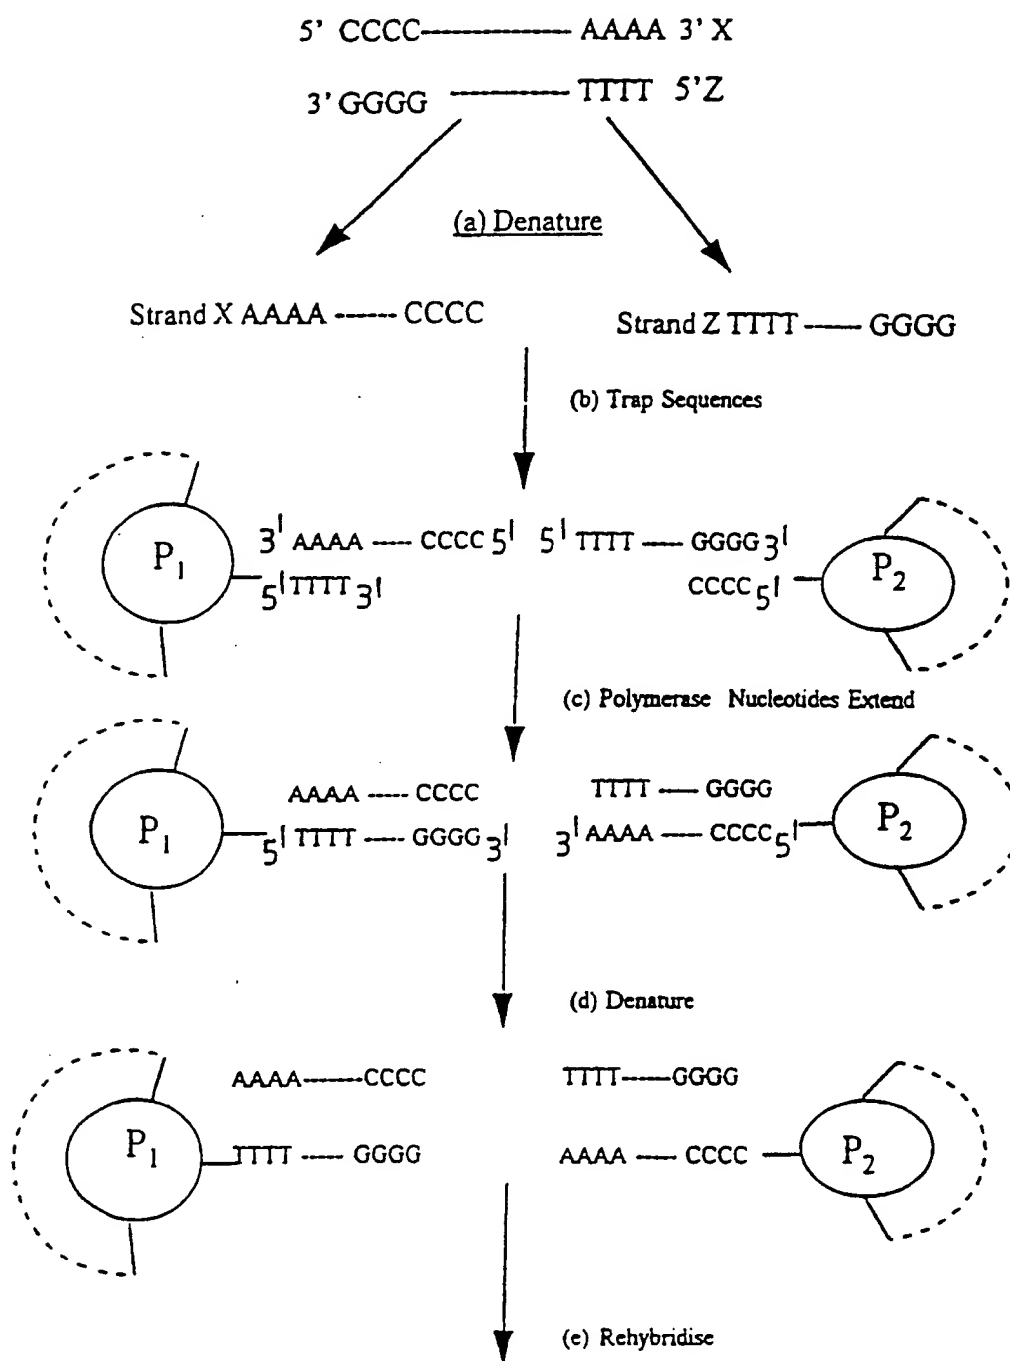 5' CCCC------------AAAA 3' X
3' GGGG ------------TTTT 5'Z
(a) Denature
Strand X AAAA ------ CCCC
Strand Z TTTT ------ GGGG
(b) Trap Sequences
3' AAAA ---- CCCC 5' 5' TTTT ---- GGGG 3'
P1 P2
5' TTTT 3' CCCC 5'
(c) Polymerase Nucleotides Extend
AAAA ----- CCCC TTTT ---- GGGG
P1 5' TTTT ---- GGGG 3' 3' AAAA ---- CCCC 5' P2
(d) Denature
AAAA------CCCC TTTT-----GGGG
P1 TTTT ---- GGGG AAAA ---- CCCC P2
(e) Rehybridise